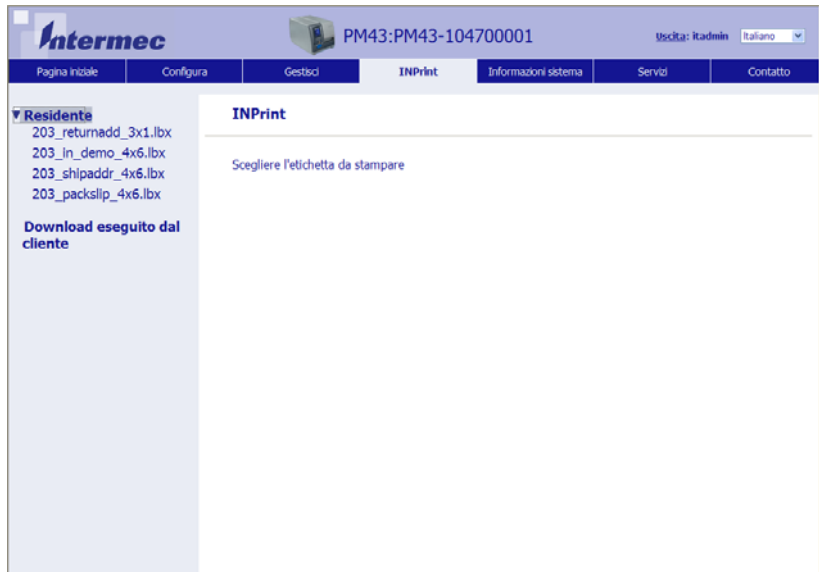 Intermec
PM43:PM43-104700001
Uscita: itadmin
Italiano
Pagina iniziale
Configura
Gestisci
INPrint
Informazioni sistema
Servizi
Contatto
Residente
203_returnadd_3x1.lbx
203_in_demo_4x6.lbx
203_shipaddr_4x6.lbx
203_packslip_4x6.lbx
Download eseguito dal
cliente
INPrint
Scegliere l'etichetta da stampare